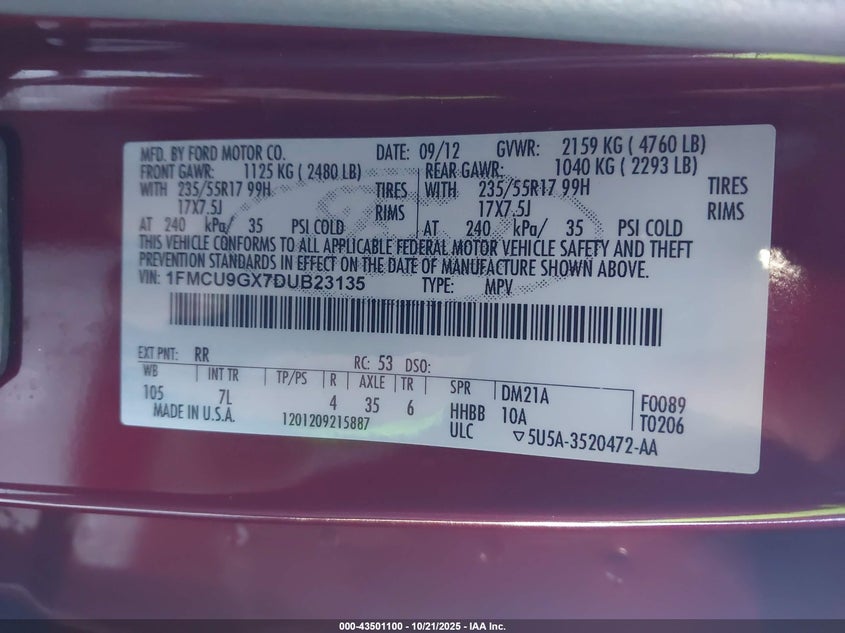 MFD. BY FORD MOTOR CO. DATE: 09/12 GVWR: 2159 KG ( 4760 LB)
FRONT GAWR: 1125 KG ( 2480 LB) REAR GAWR: 1040 KG ( 2293 LB)
WITH 235/55R17 99H TIRES WITH 235/55R17 99H TIRES
17X7.5J RIMS 17X7.5J RIMS
AT 240 kPa/ 35 PSI COLD AT 240 kPa/ 35 PSI COLD
THIS VEHICLE CONFORMS TO ALL APPLICABLE FEDERAL MOTOR VEHICLE SAFETY AND THEFT
PREVENTION STANDARDS IN EFFECT ON THE DATE OF MANUFACTURE SHOWN ABOVE.
VIN: 1FMCU9GX7DUB23135 TYPE: MPV
EXT PNT: RR RC: 53 DSO:
WB INT TR TP/PS R AXLE TR SPR DM21A F0089
105 7L 4 35 6 HHBB 10A T0206
MADE IN U.S.A. 1201209215887 ULC ▽5U5A-3520472-AA
000-43501100 - 10/21/2025 - IAA Inc.